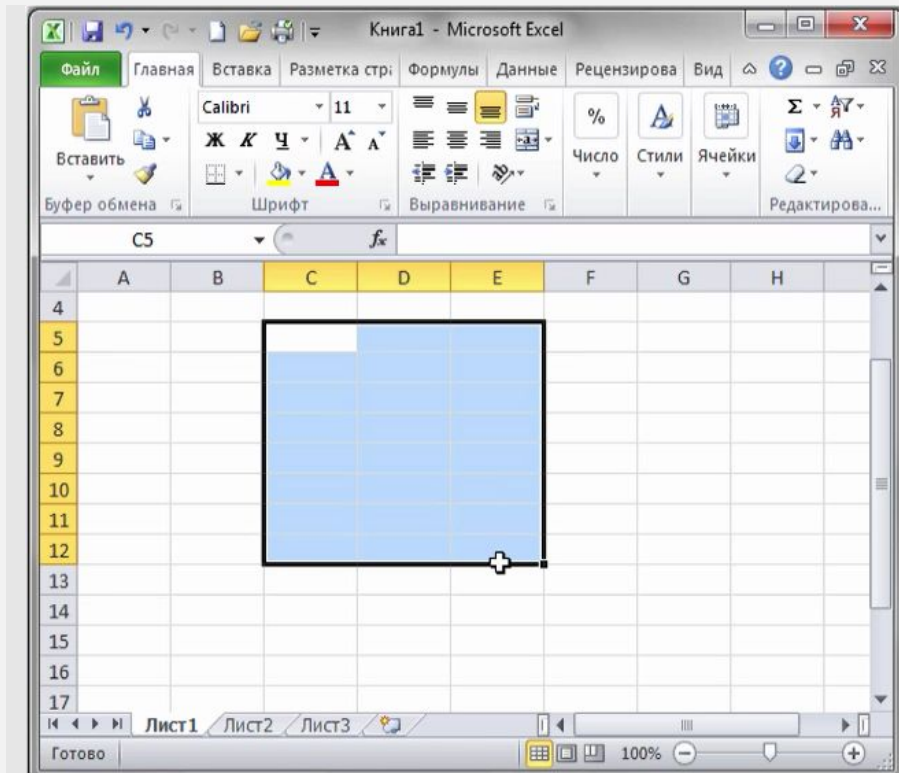 Книга1 - Microsoft Excel
Файл Главная Вставка Разметка стра Формулы Данные Рецензирова Вид
Calibri 11
Вставить
Ж К Ч A A
% Число Стили Ячейки
Σ
Буфер обмена Шрифт Выравнивание Редактирова...
C5 fx
A B C D E F G H
4
5
6
7
8
9
10
11
12
13
14
15
16
17
Лист1 Лист2 Лист3
Готово 100%